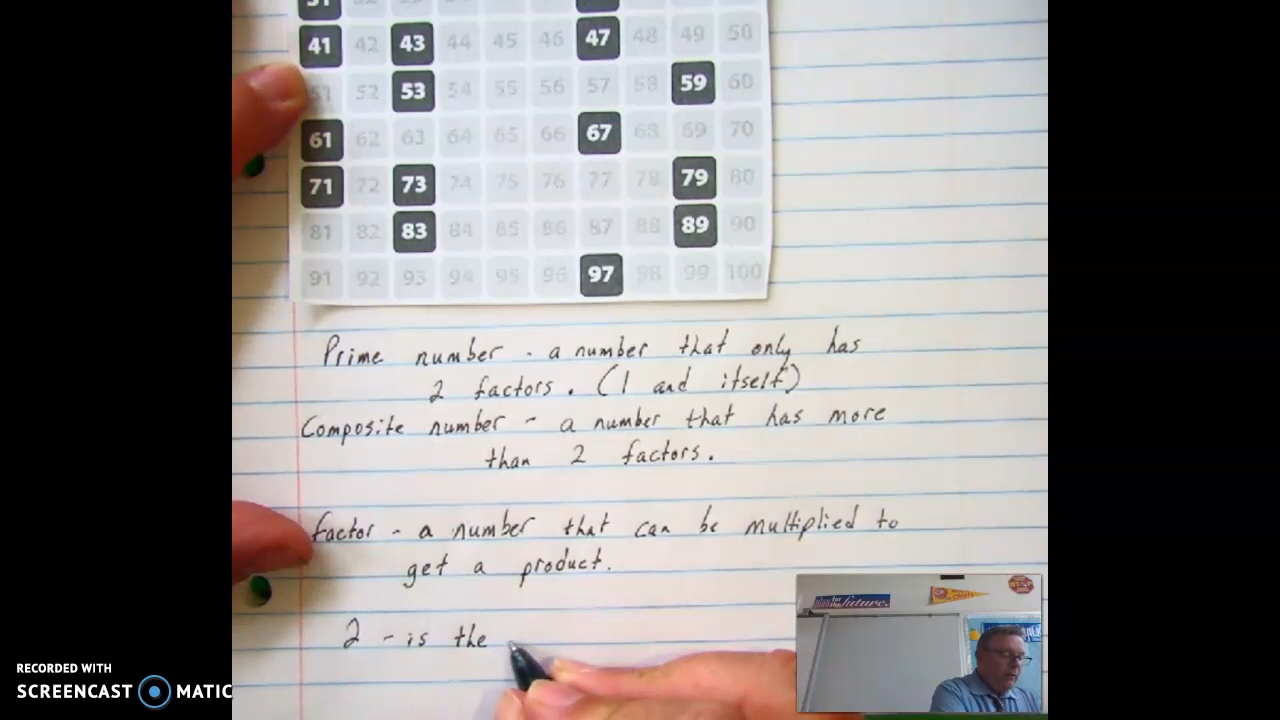 41 42 43 44 45 46 47 48 49 50
51 52 53 54 55 56 57 58 59 60
61 62 63 64 65 66 67 68 69 70
71 72 73 74 75 76 77 78 79 80
81 82 83 84 85 86 87 88 89 90
91 92 93 94 95 96 97 98 99 100
Prime number - a number that only has
2 factors. (1 and itself)
Composite number - a number that has more
than 2 factors.
factor - a number that can be multiplied to
get a product.
2 - is the
plan for the future
RECORDED WITH
SCREENCAST MATIC